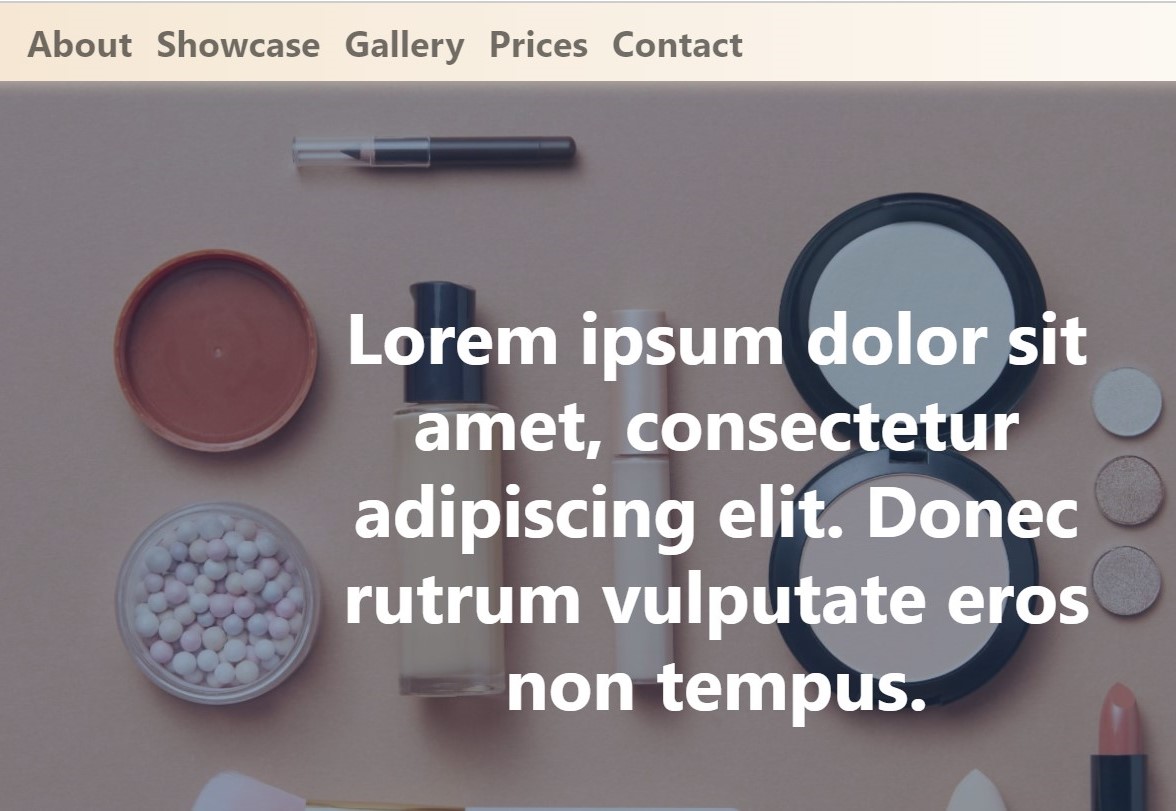 About Showcase Gallery Prices Contact
Lorem ipsum dolor sit
amet, consectetur
adipiscing elit. Donec
rutrum vulputate eros
non tempus.